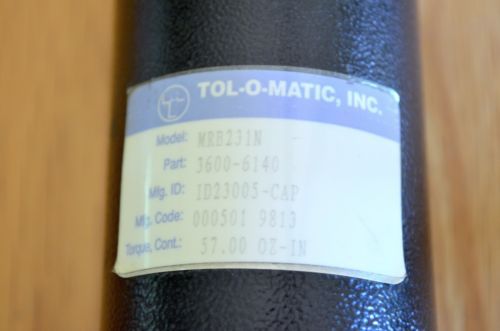 TOL-O-MATIC, INC.
Model: MRB231N
Part: 3600-6140
Mfg. ID: ID23005-CAP
Mfg. Code: 000501 9813
Torque, Cont.: 57.00 OZ-IN